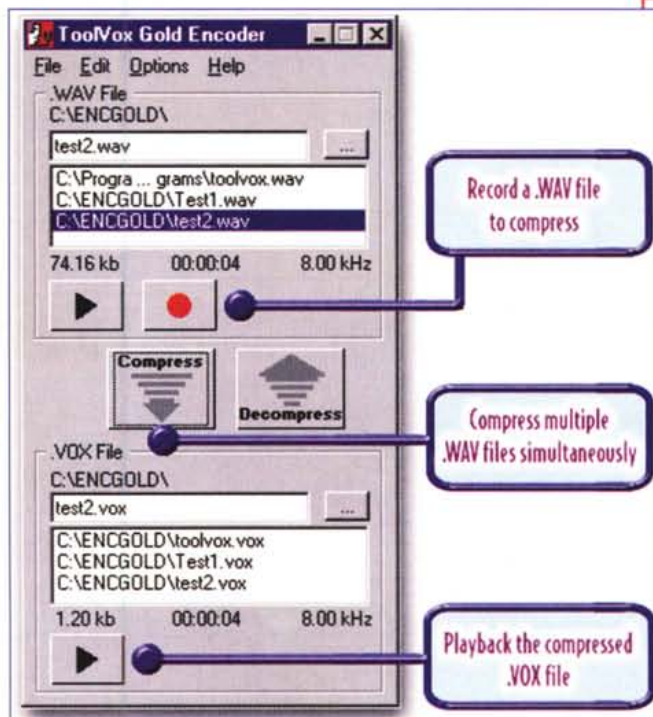 ToolVox Gold Encoder
File Edit Options Help
.WAV File
C:\ENCGOLD\
test2.wav ...
C:\Progra ... grams\toolvox.wav
C:\ENCGOLD\Test1.wav
C:\ENCGOLD\test2.wav
74.16 kb 00:00:04 8.00 kHz
Record a .WAV file
to compress
Compress
Decompress
Compress multiple
.WAV files simultaneously
.VOX File
C:\ENCGOLD\
test2.vox ...
C:\ENCGOLD\toolvox.vox
C:\ENCGOLD\Test1.vox
C:\ENCGOLD\test2.vox
1.20 kb 00:00:04 8.00 kHz
Playback the compressed
.VOX file